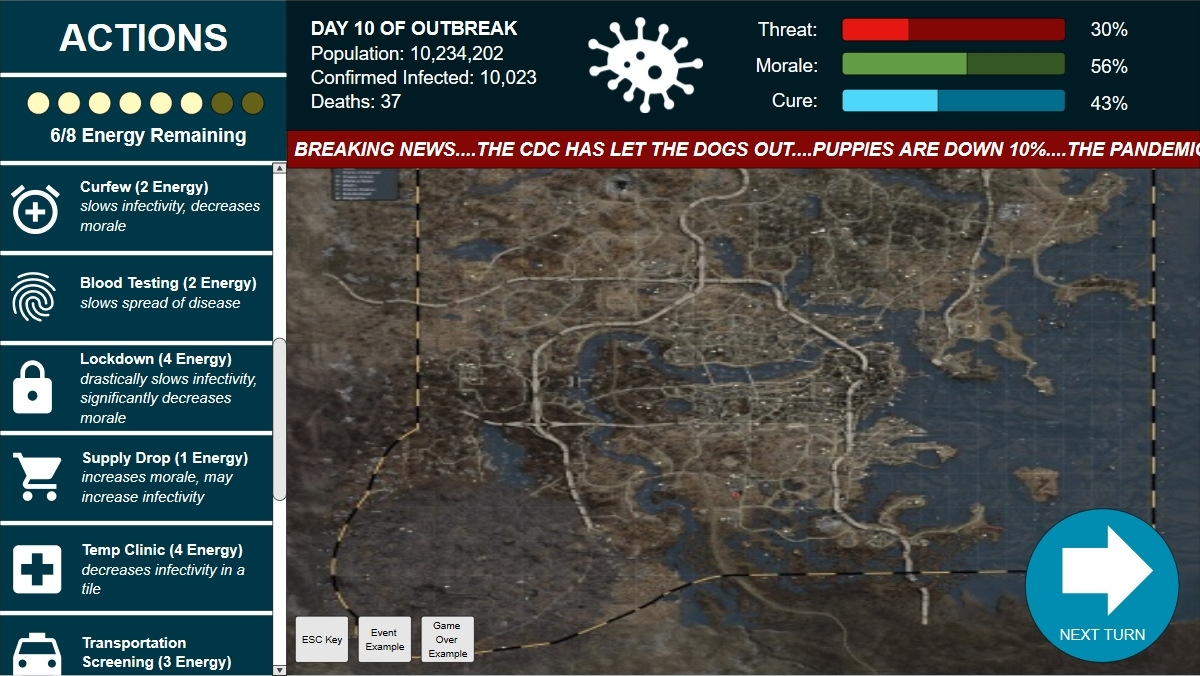 ACTIONS
6/8 Energy Remaining
Curfew (2 Energy)
slows infectivity, decreases
morale
Blood Testing (2 Energy)
slows spread of disease
Lockdown (4 Energy)
drastically slows infectivity,
significantly decreases
morale
Supply Drop (1 Energy)
increases morale, may
increase infectivity
Temp Clinic (4 Energy)
decreases infectivity in a
tile
Transportation
Screening (3 Energy)
DAY 10 OF OUTBREAK
Population: 10,234,202
Confirmed Infected: 10,023
Deaths: 37
Threat: 30%
Morale: 56%
Cure: 43%
BREAKING NEWS....THE CDC HAS LET THE DOGS OUT....PUPPIES ARE DOWN 10%....THE PANDEMIC
ESC Key
Event
Example
Game
Over
Example
NEXT TURN